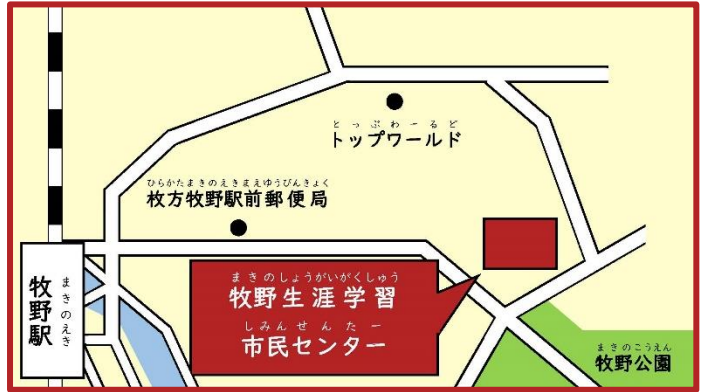 とっぷわーるど
トップワールド
ひらかたまきのえきまえゆうびんきょく
枚方牧野駅前郵便局
まきのえき
牧野駅
まきのしょうがいがくしゅう
牧野生涯学習
しみんせんたー
市民センター
まきのこうえん
牧野公園